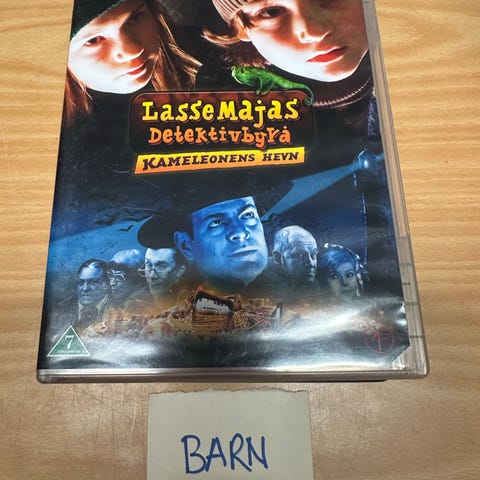 LasseMajas
Detektivbyrå
KAMELEONENS HEVN
7
BARN